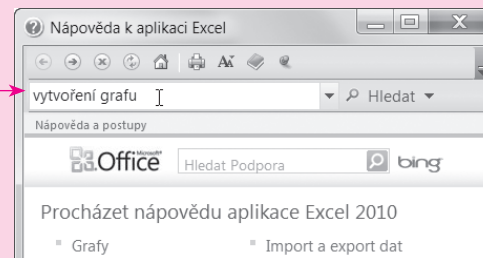 Nápověda k aplikaci Excel
vytvoření grafu
Hledat
Nápověda a postupy
Microsoft®
Office Hledat Podpora bing
Procházet nápovědu aplikace Excel 2010
Grafy Import a export dat